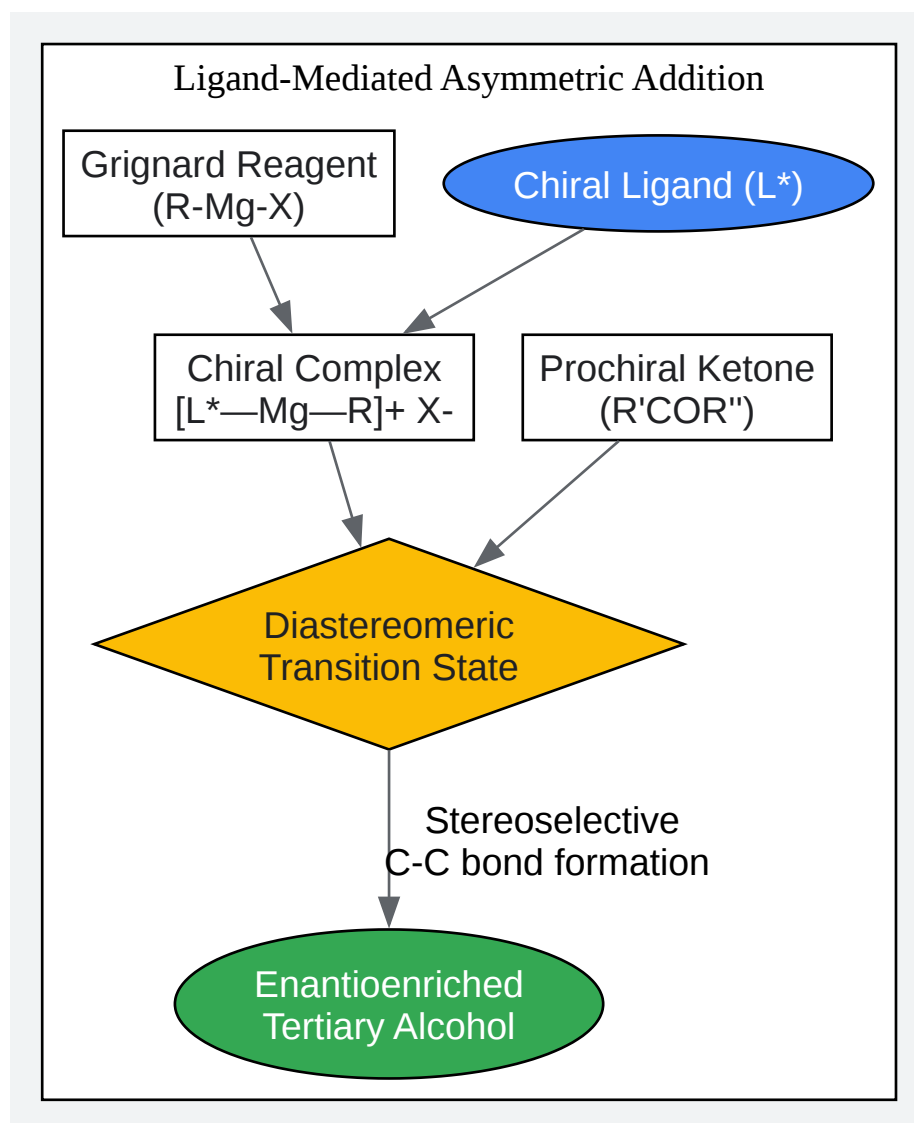 Ligand-Mediated Asymmetric Addition
Grignard Reagent
(R-Mg-X)
Chiral Ligand (L*)
Chiral Complex
[L*—Mg—R]+ X-
Prochiral Ketone
(R'COR'')
Diastereomeric
Transition State
Stereoselective
C-C bond formation
Enantioenriched
Tertiary Alcohol